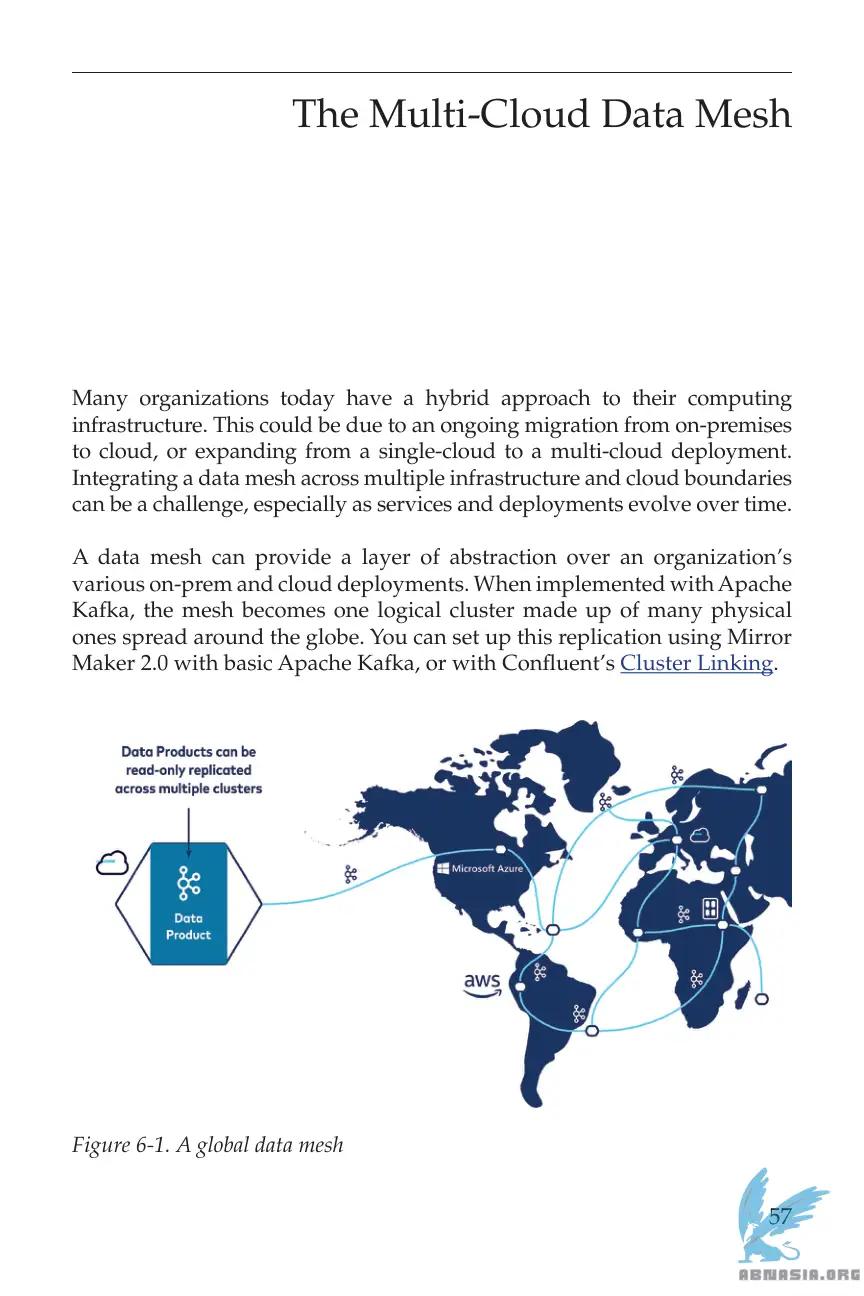 The Multi-Cloud Data Mesh
Many organizations today have a hybrid approach to their computing
infrastructure. This could be due to an ongoing migration from on-premises
to cloud, or expanding from a single-cloud to a multi-cloud deployment.
Integrating a data mesh across multiple infrastructure and cloud boundaries
can be a challenge, especially as services and deployments evolve over time.
A data mesh can provide a layer of abstraction over an organization’s
various on-prem and cloud deployments. When implemented with Apache
Kafka, the mesh becomes one logical cluster made up of many physical
ones spread around the globe. You can set up this replication using Mirror
Maker 2.0 with basic Apache Kafka, or with Confluent’s Cluster Linking.
Data Products can be
read-only replicated
across multiple clusters
Data
Product
Microsoft Azure
aws
Figure 6-1. A global data mesh
57
ABNASIA.ORG